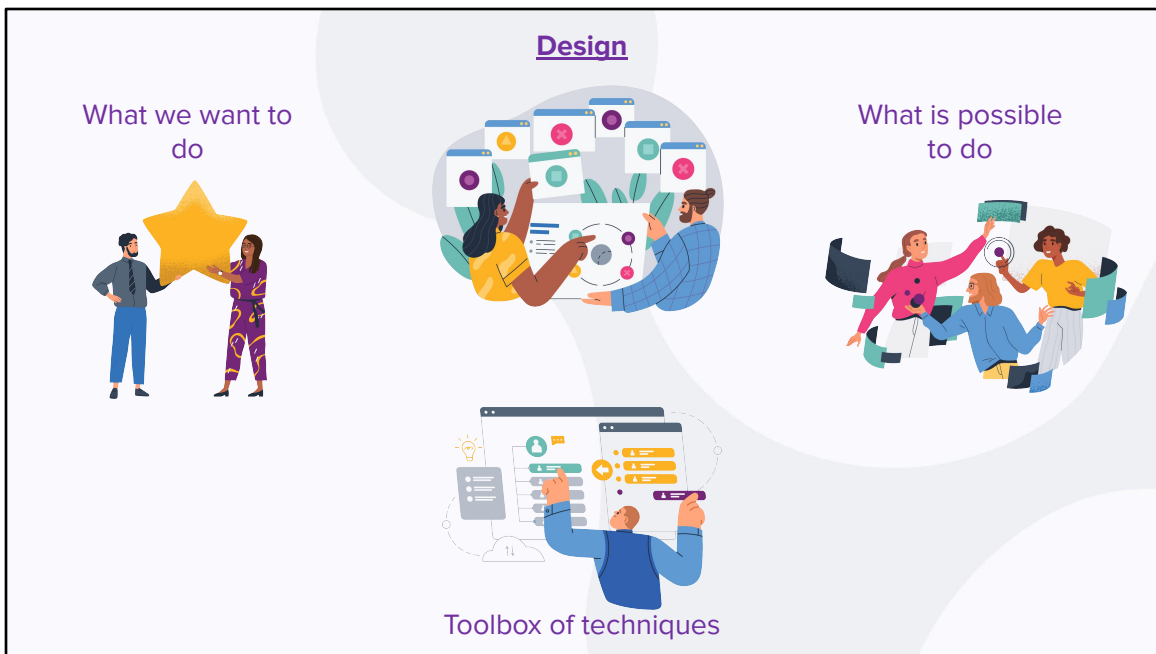 Design
What we want to
do
What is possible
to do
Toolbox of techniques